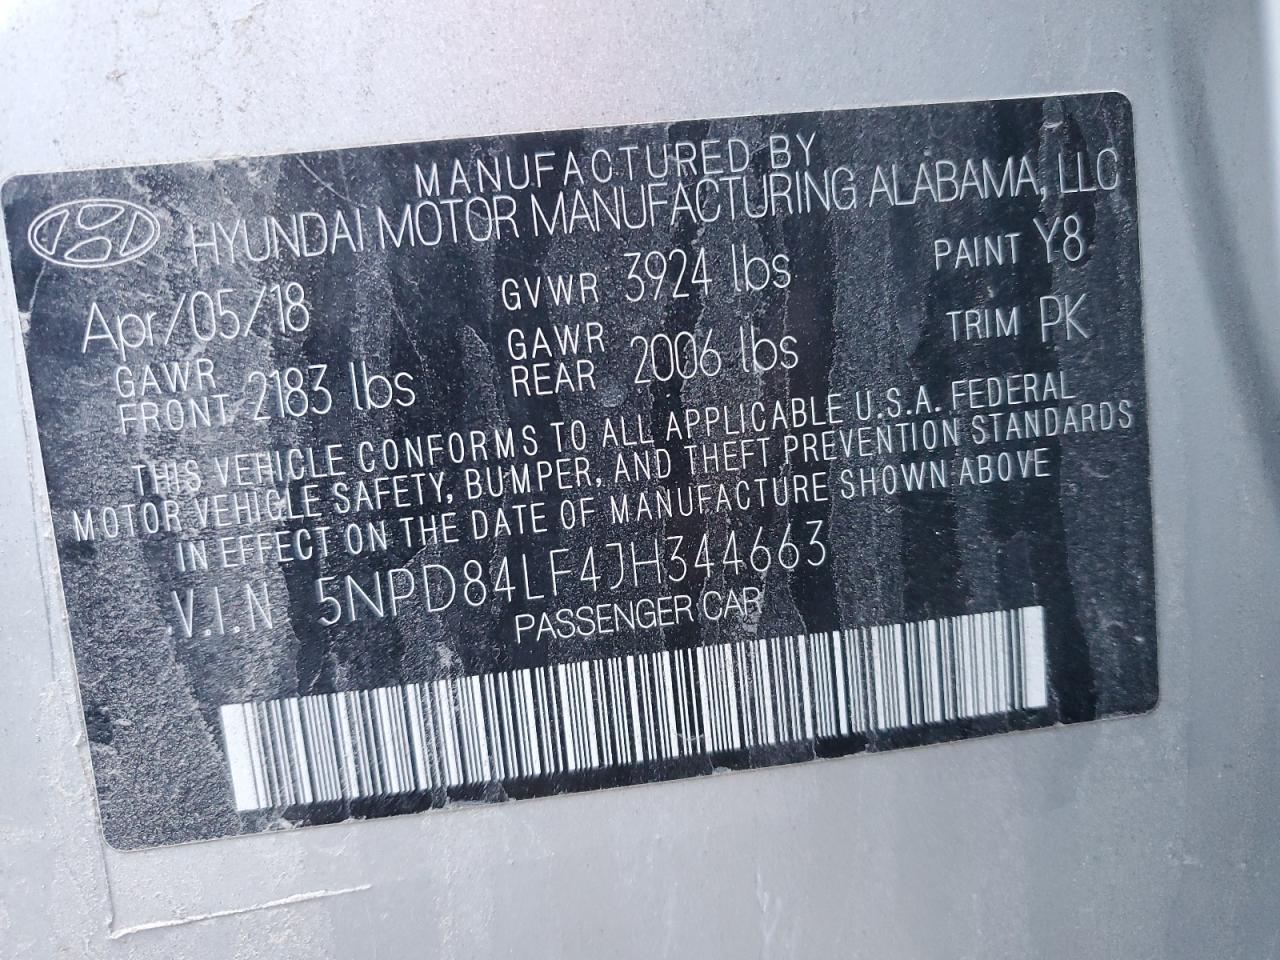 MANUFACTURED BY
HYUNDAI MOTOR MANUFACTURING ALABAMA, LLC
Apr/05/18 GVWR 3924 lbs PAINT Y8
GAWR FRONT 2183 lbs GAWR REAR 2006 lbs TRIM PK
THIS VEHICLE CONFORMS TO ALL APPLICABLE U.S.A. FEDERAL
MOTOR VEHICLE SAFETY, BUMPER, AND THEFT PREVENTION STANDARDS
IN EFFECT ON THE DATE OF MANUFACTURE SHOWN ABOVE
V.I.N 5NPD84LF4JH344663
PASSENGER CAR